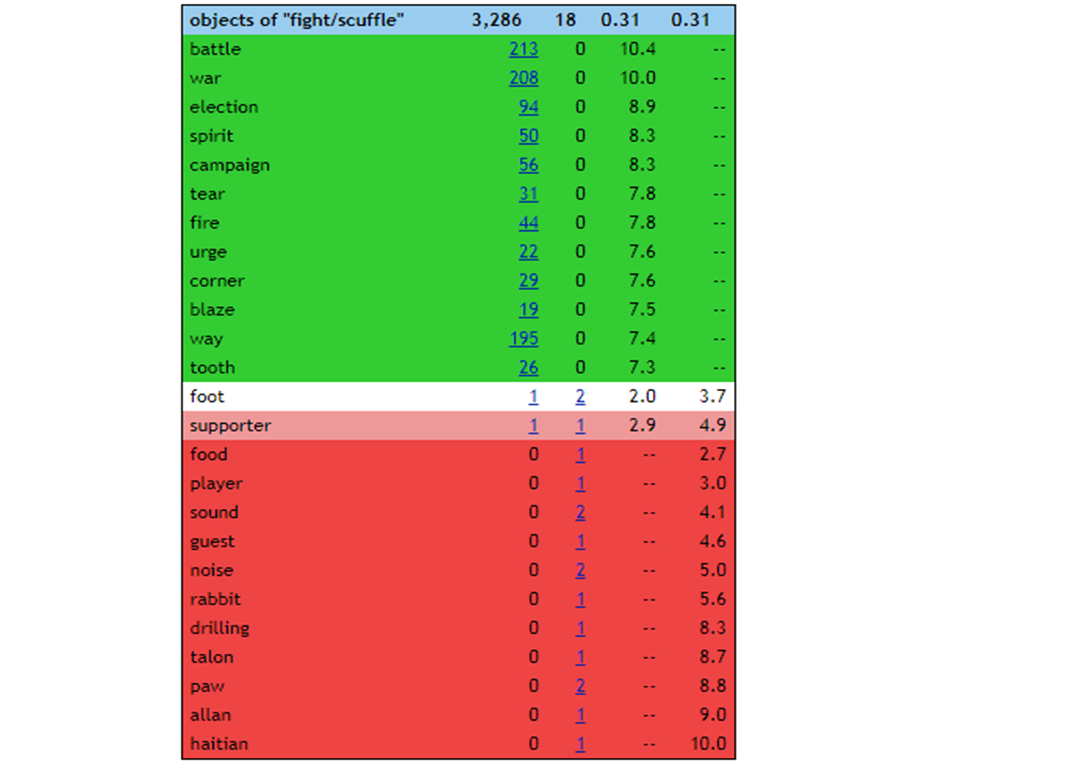 objects of "fight/scuffle" 3,286 18 0.31 0.31
battle 213 0 10.4 --
war 208 0 10.0 --
election 94 0 8.9 --
spirit 50 0 8.3 --
campaign 56 0 8.3 --
tear 31 0 7.8 --
fire 44 0 7.8 --
urge 22 0 7.6 --
corner 29 0 7.6 --
blaze 19 0 7.5 --
way 195 0 7.4 --
tooth 26 0 7.3 --
foot 1 2 2.0 3.7
supporter 1 1 2.9 4.9
food 0 1 -- 2.7
player 0 1 -- 3.0
sound 0 2 -- 4.1
guest 0 1 -- 4.6
noise 0 2 -- 5.0
rabbit 0 1 -- 5.6
drilling 0 1 -- 8.3
talon 0 1 -- 8.7
paw 0 2 -- 8.8
allan 0 1 -- 9.0
haitian 0 1 -- 10.0